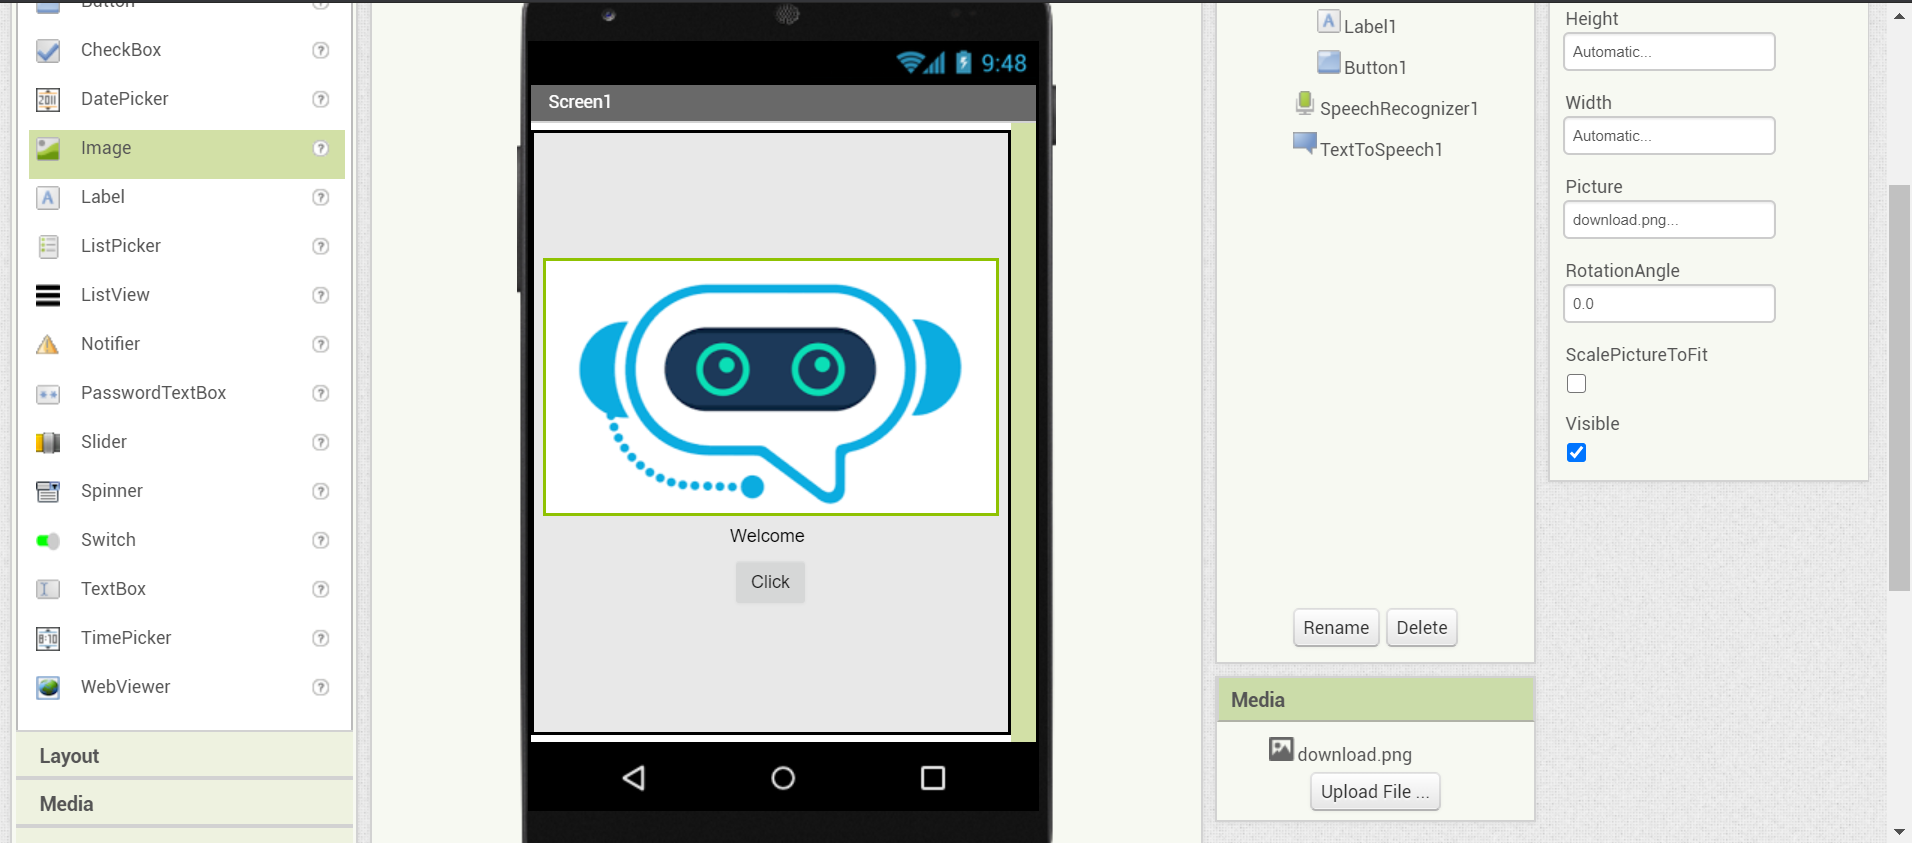 Button
CheckBox
DatePicker
Image
Label
ListPicker
ListView
Notifier
PasswordTextBox
Slider
Spinner
Switch
TextBox
TimePicker
WebViewer
Layout
Media
9:48
Screen1
Welcome
Click
Label1
Button1
SpeechRecognizer1
TextToSpeech1
Rename
Delete
Media
download.png
Upload File ...
Height
Automatic...
Width
Automatic...
Picture
download.png...
RotationAngle
0.0
ScalePictureToFit
Visible